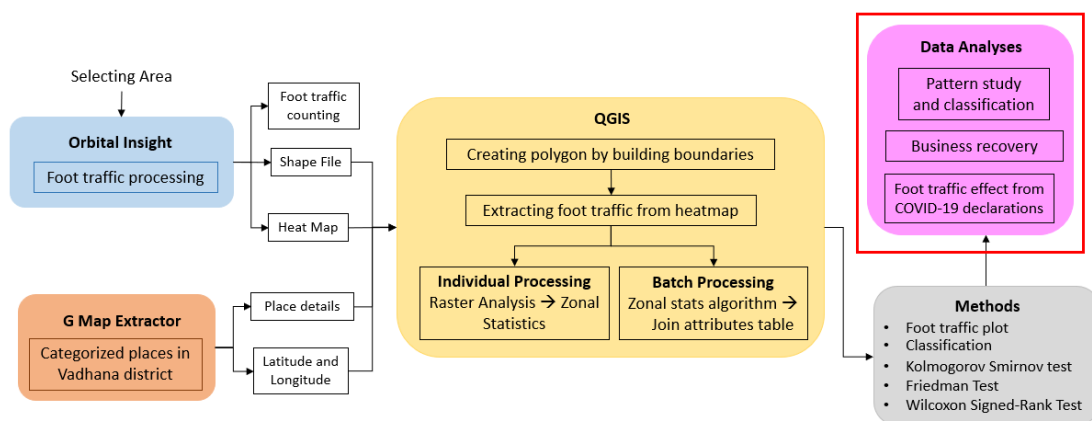 Selecting Area
Orbital Insight
Foot traffic processing
Foot traffic
counting
Shape File
Heat Map
G Map Extractor
Categorized places in
Vadhana district
Place details
Latitude and
Longitude
QGIS
Creating polygon by building boundaries
Extracting foot traffic from heatmap
Individual Processing
Raster Analysis → Zonal
Statistics
Batch Processing
Zonal stats algorithm →
Join attributes table
Data Analyses
Pattern study
and classification
Business recovery
Foot traffic effect from
COVID-19 declarations
Methods
• Foot traffic plot
• Classification
• Kolmogorov Smirnov test
• Friedman Test
• Wilcoxon Signed-Rank Test